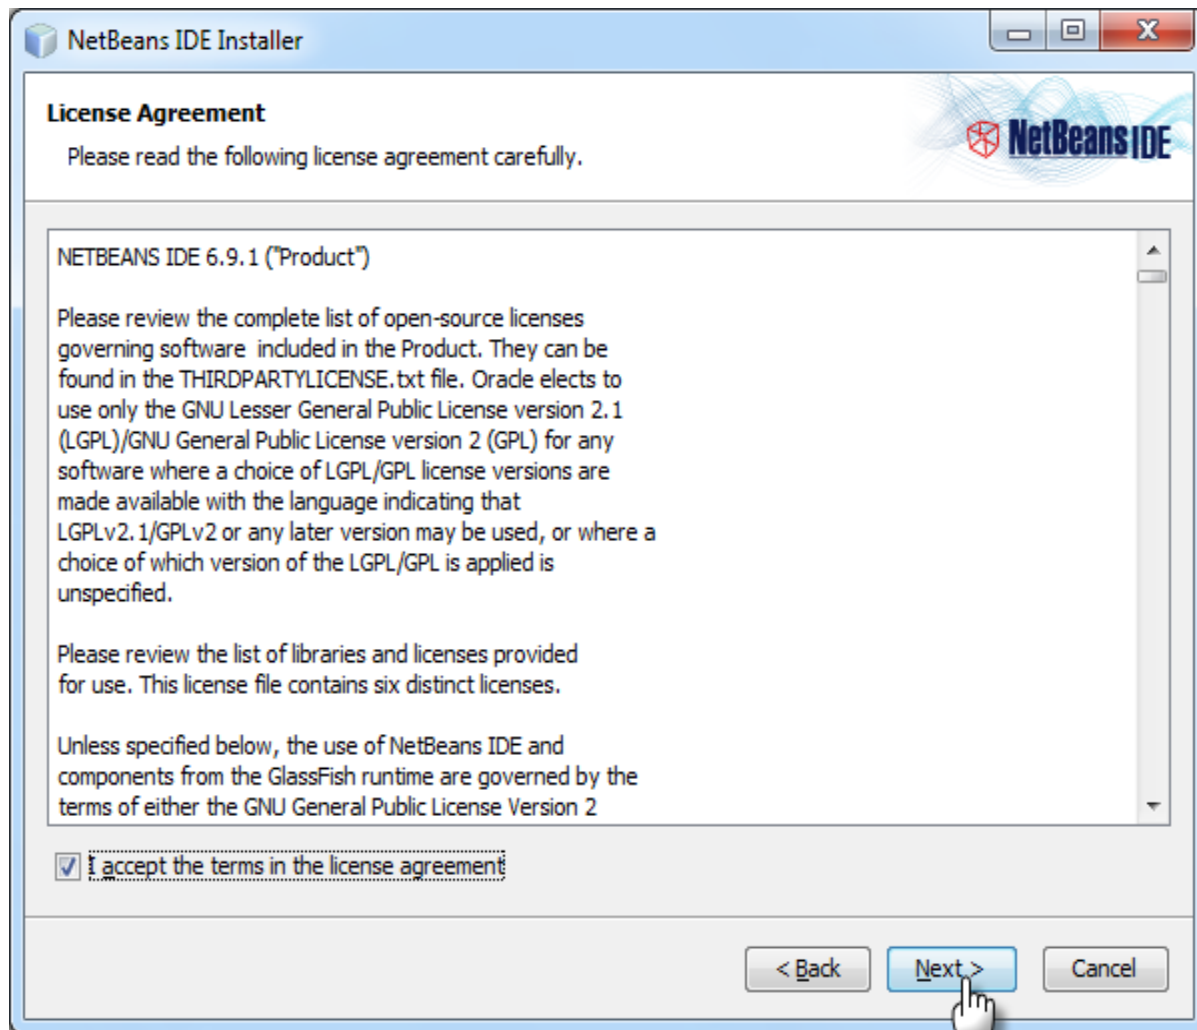 NetBeans IDE Installer
License Agreement
Please read the following license agreement carefully.
NetBeans IDE
NETBEANS IDE 6.9.1 ("Product")
Please review the complete list of open-source licenses
governing software  included in the Product. They can be
found in the THIRDPARTYLICENSE.txt file. Oracle elects to
use only the GNU Lesser General Public License version 2.1
(LGPL)/GNU General Public License version 2 (GPL) for any
software where a choice of LGPL/GPL license versions are
made available with the language indicating that
LGPLv2.1/GPLv2 or any later version may be used, or where a
choice of which version of the LGPL/GPL is applied is
unspecified.
Please review the list of libraries and licenses provided
for use. This license file contains six distinct licenses.
Unless specified below, the use of NetBeans IDE and
components from the GlassFish runtime are governed by the
terms of either the GNU General Public License Version 2
I accept the terms in the license agreement
< Back
Next >
Cancel